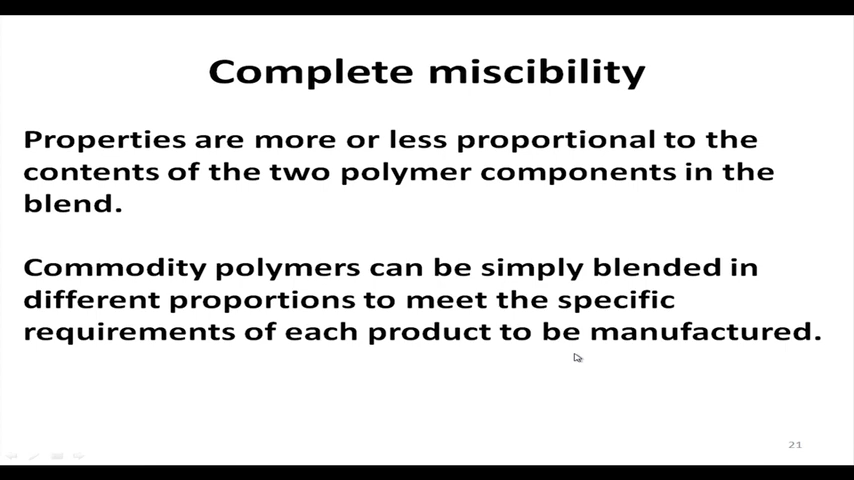 Complete miscibility
Properties are more or less proportional to the
contents of the two polymer components in the
blend.
Commodity polymers can be simply blended in
different proportions to meet the specific
requirements of each product to be manufactured.
21